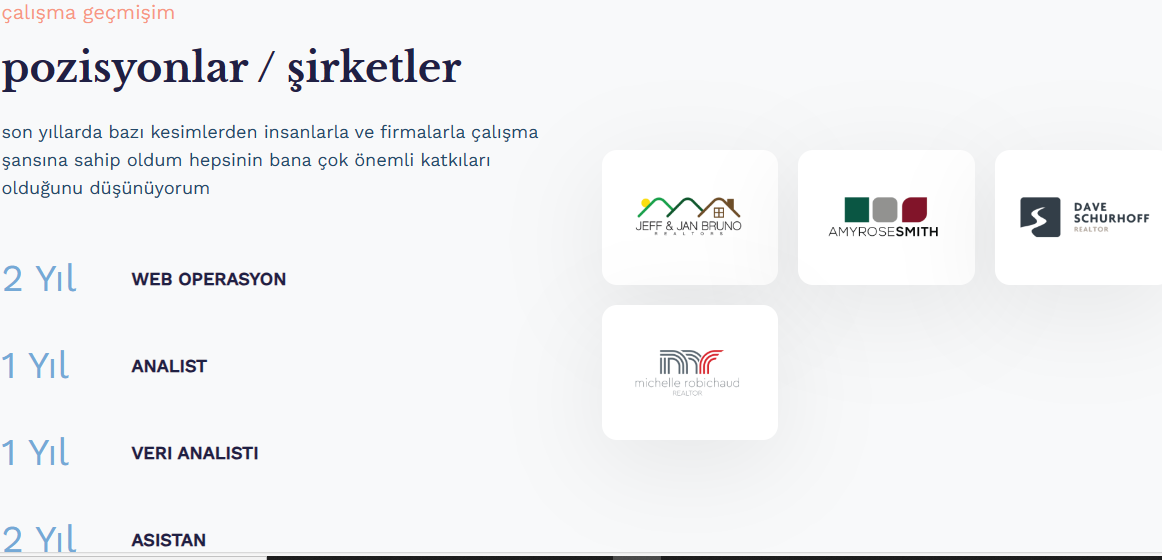 çalışma geçmişim
pozisyonlar / şirketler
son yıllarda bazı kesimlerden insanlarla ve firmalarla çalışma
şansına sahip oldum hepsinin bana çok önemli katkıları
olduğunu düşünüyorum
2 Yıl WEB OPERASYON
1 Yıl ANALIST
1 Yıl VERI ANALISTI
2 Yıl ASISTAN
JEFF & JAN BRUNO
REALTORS
AMYROSESMITH
DAVE
SCHURHOFF
REALTOR
michelle robichaud
REALTOR